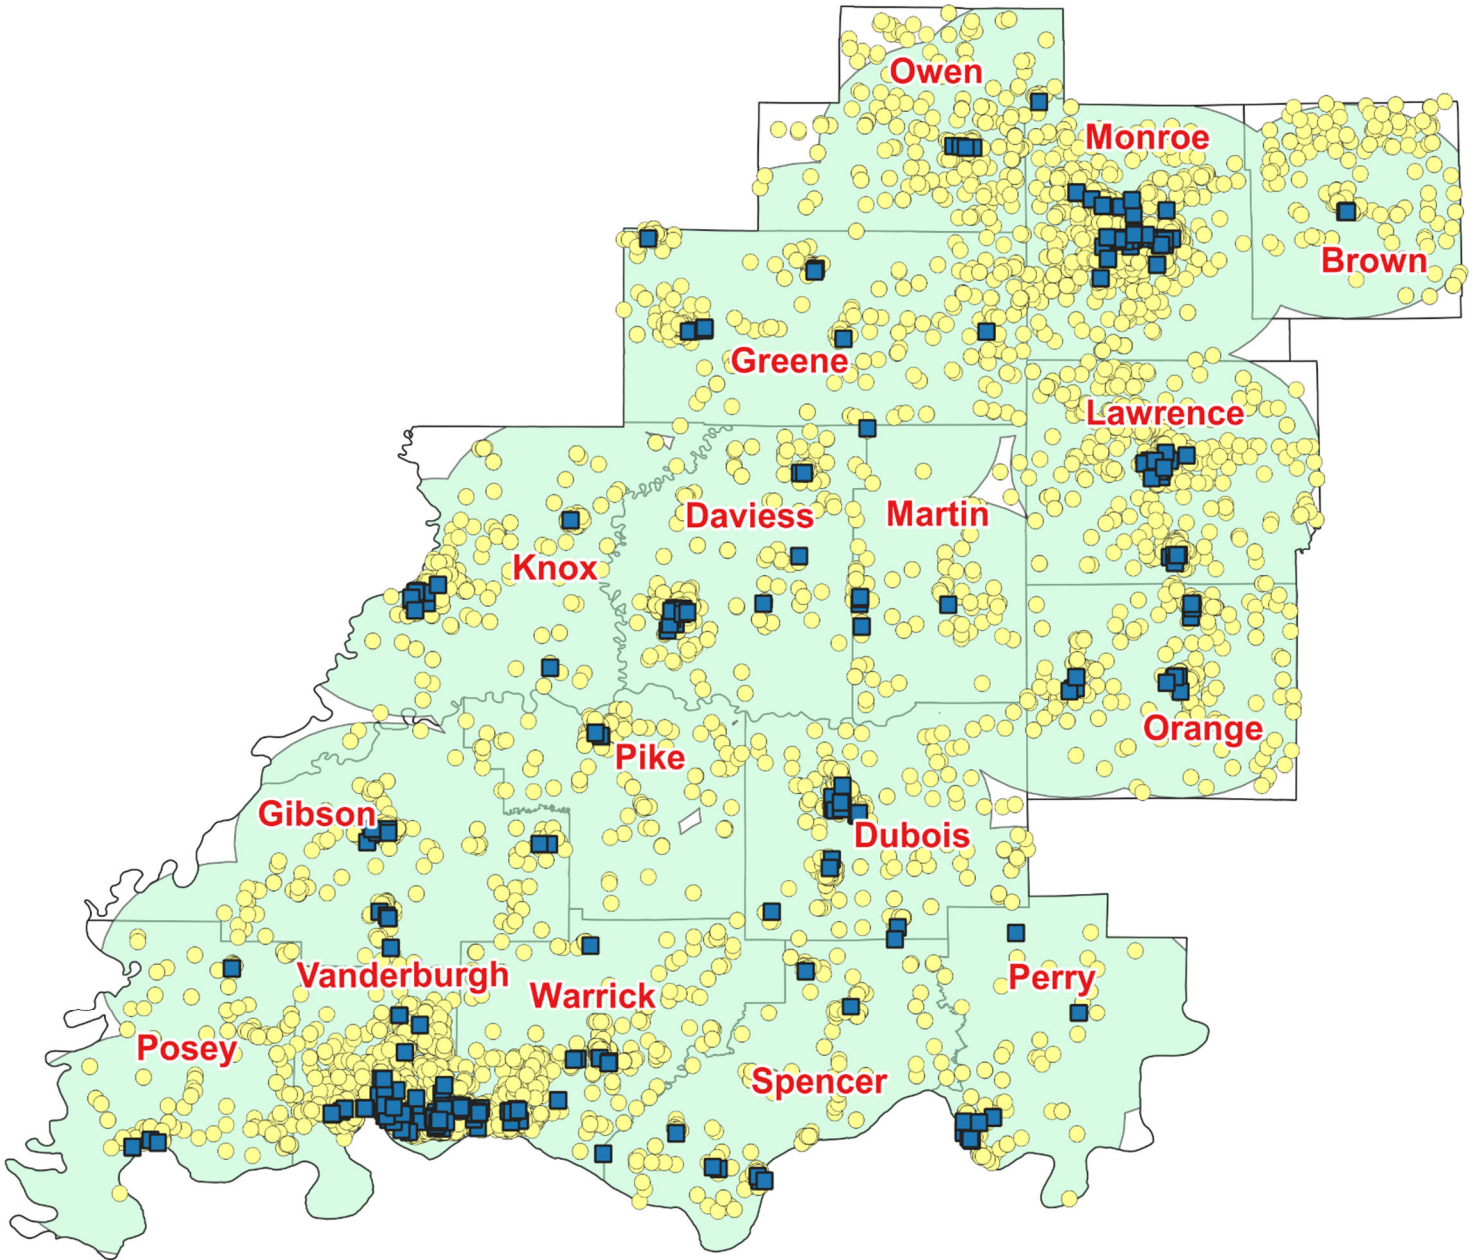 Owen
Monroe
Brown
Greene
Lawrence
Daviess
Martin
Knox
Orange
Pike
Gibson
Dubois
Vanderburgh
Perry
Warrick
Posey
Spencer